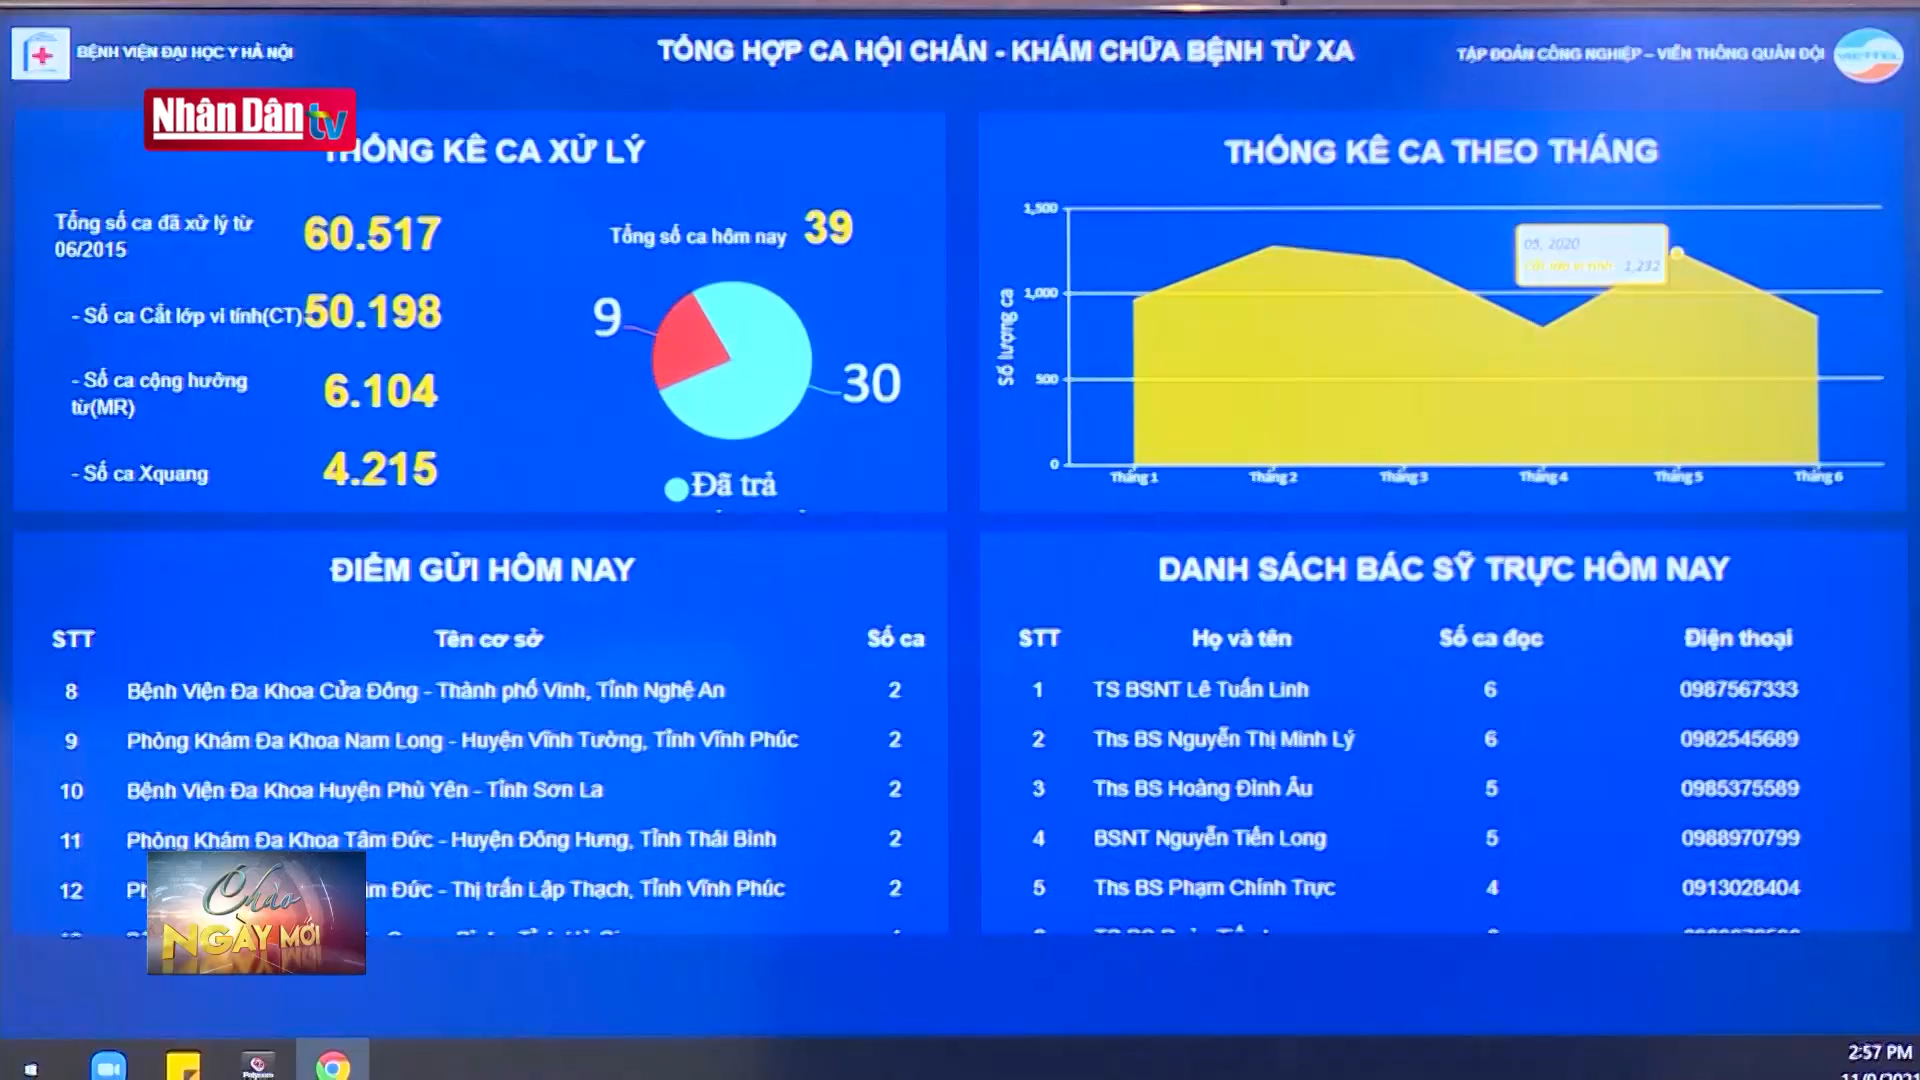 BỆNH VIỆN ĐẠI HỌC Y HÀ NỘI
TỔNG HỢP CA HỘI CHẨN - KHÁM CHỮA BỆNH TỪ XA
TẬP ĐOÀN CÔNG NGHIỆP – VIỄN THÔNG QUÂN ĐỘI
VIETTEL
Nhân Dân tv
THỐNG KÊ CA XỬ LÝ
Tổng số ca đã xử lý từ
06/2015
60.517
- Số ca Cắt lớp vi tính(CT)
50.198
- Số ca cộng hưởng
từ(MR)
6.104
- Số ca Xquang
4.215
Tổng số ca hôm nay 39
9
30
Đã trả
THỐNG KÊ CA THEO THÁNG
Số lượng ca
1,500
1,000
500
0
05, 2020
Cắt lớp vi tính 1,232
Tháng 1 Tháng 2 Tháng 3 Tháng 4 Tháng 5 Tháng 6
ĐIỂM GỬI HÔM NAY
STT Tên cơ sở Số ca
8 Bệnh Viện Đa Khoa Cửa Đông - Thành phố Vinh, Tỉnh Nghệ An 2
9 Phòng Khám Đa Khoa Nam Long - Huyện Vĩnh Tường, Tỉnh Vĩnh Phúc 2
10 Bệnh Viện Đa Khoa Huyện Phù Yên - Tỉnh Sơn La 2
11 Phòng Khám Đa Khoa Tâm Đức - Huyện Đông Hưng, Tỉnh Thái Bình 2
12 Đức - Thị trấn Lập Thạch, Tỉnh Vĩnh Phúc 2
DANH SÁCH BÁC SỸ TRỰC HÔM NAY
STT Họ và tên Số ca đọc Điện thoại
1 TS BSNT Lê Tuấn Linh 6 0987567333
2 Ths BS Nguyễn Thị Minh Lý 6 0982545689
3 Ths BS Hoàng Đình Âu 5 0985375589
4 BSNT Nguyễn Tiến Long 5 0988970799
5 Ths BS Phạm Chính Trực 4 0913028404
Chào
NGÀY MỚI
Polycom
2:57 PM